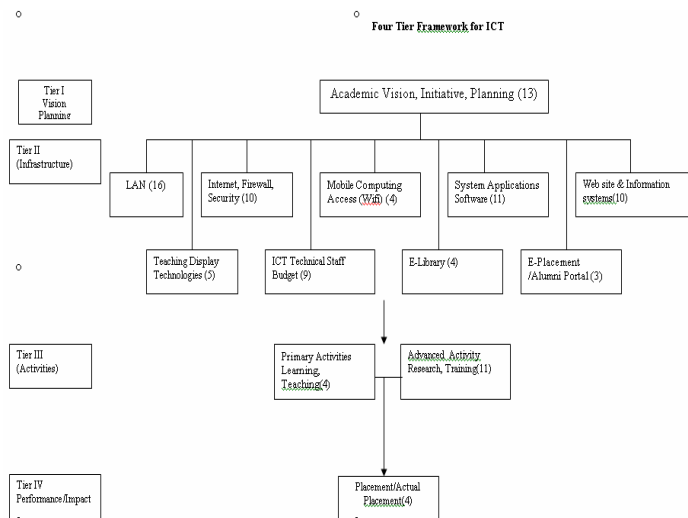 Four Tier Framework for ICT
Tier I
Vision
Planning
Academic Vision, Initiative, Planning (13)
Tier II
(Infrastructure)
LAN (16)
Internet, Firewall,
Security (10)
Mobile Computing
Access (Wifi) (4)
System Applications
Software (11)
Web site & Information
systems(10)
Teaching Display
Technologies (5)
ICT Technical Staff
Budget (9)
E-Library (4)
E-Placement
/Alumni Portal (3)
Tier III
(Activities)
Primary Activities
Learning,
Teaching(4)
Advanced Activity
Research, Training(11)
Tier IV
Performance/Impact
Placement/Actual
Placement(4)